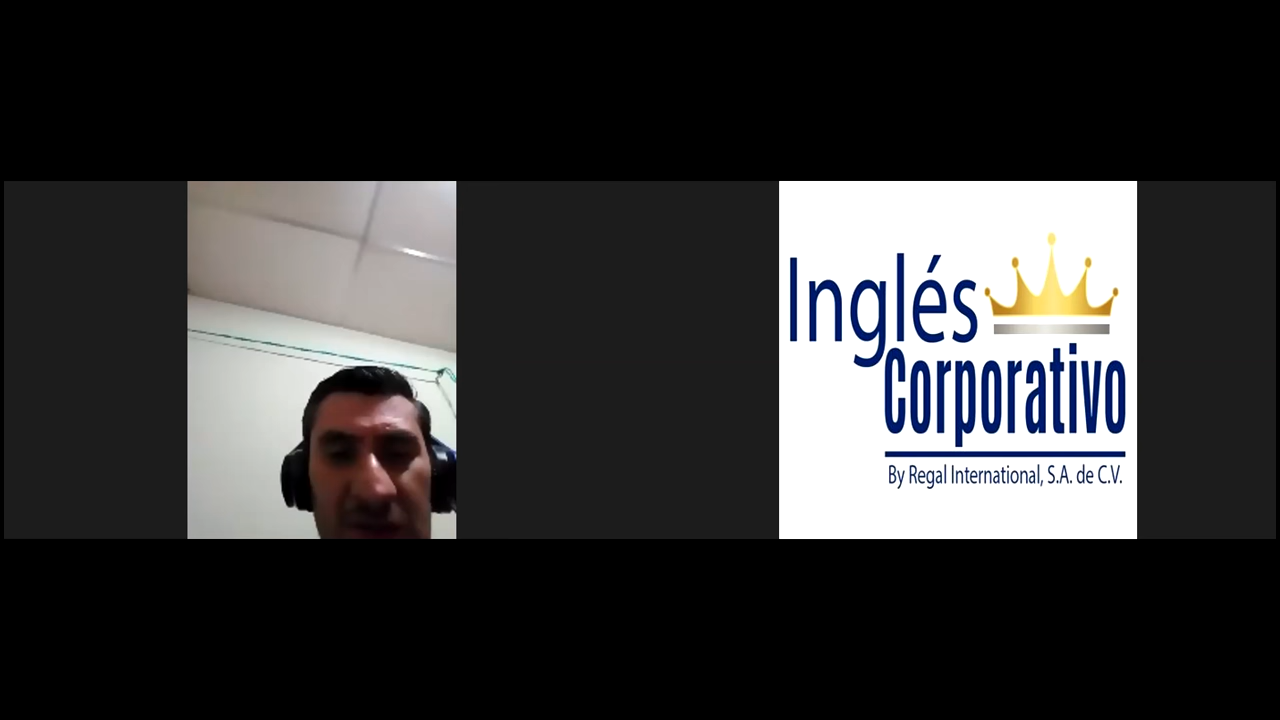 Inglés
Corporativo
By Regal International, S.A. de C.V.